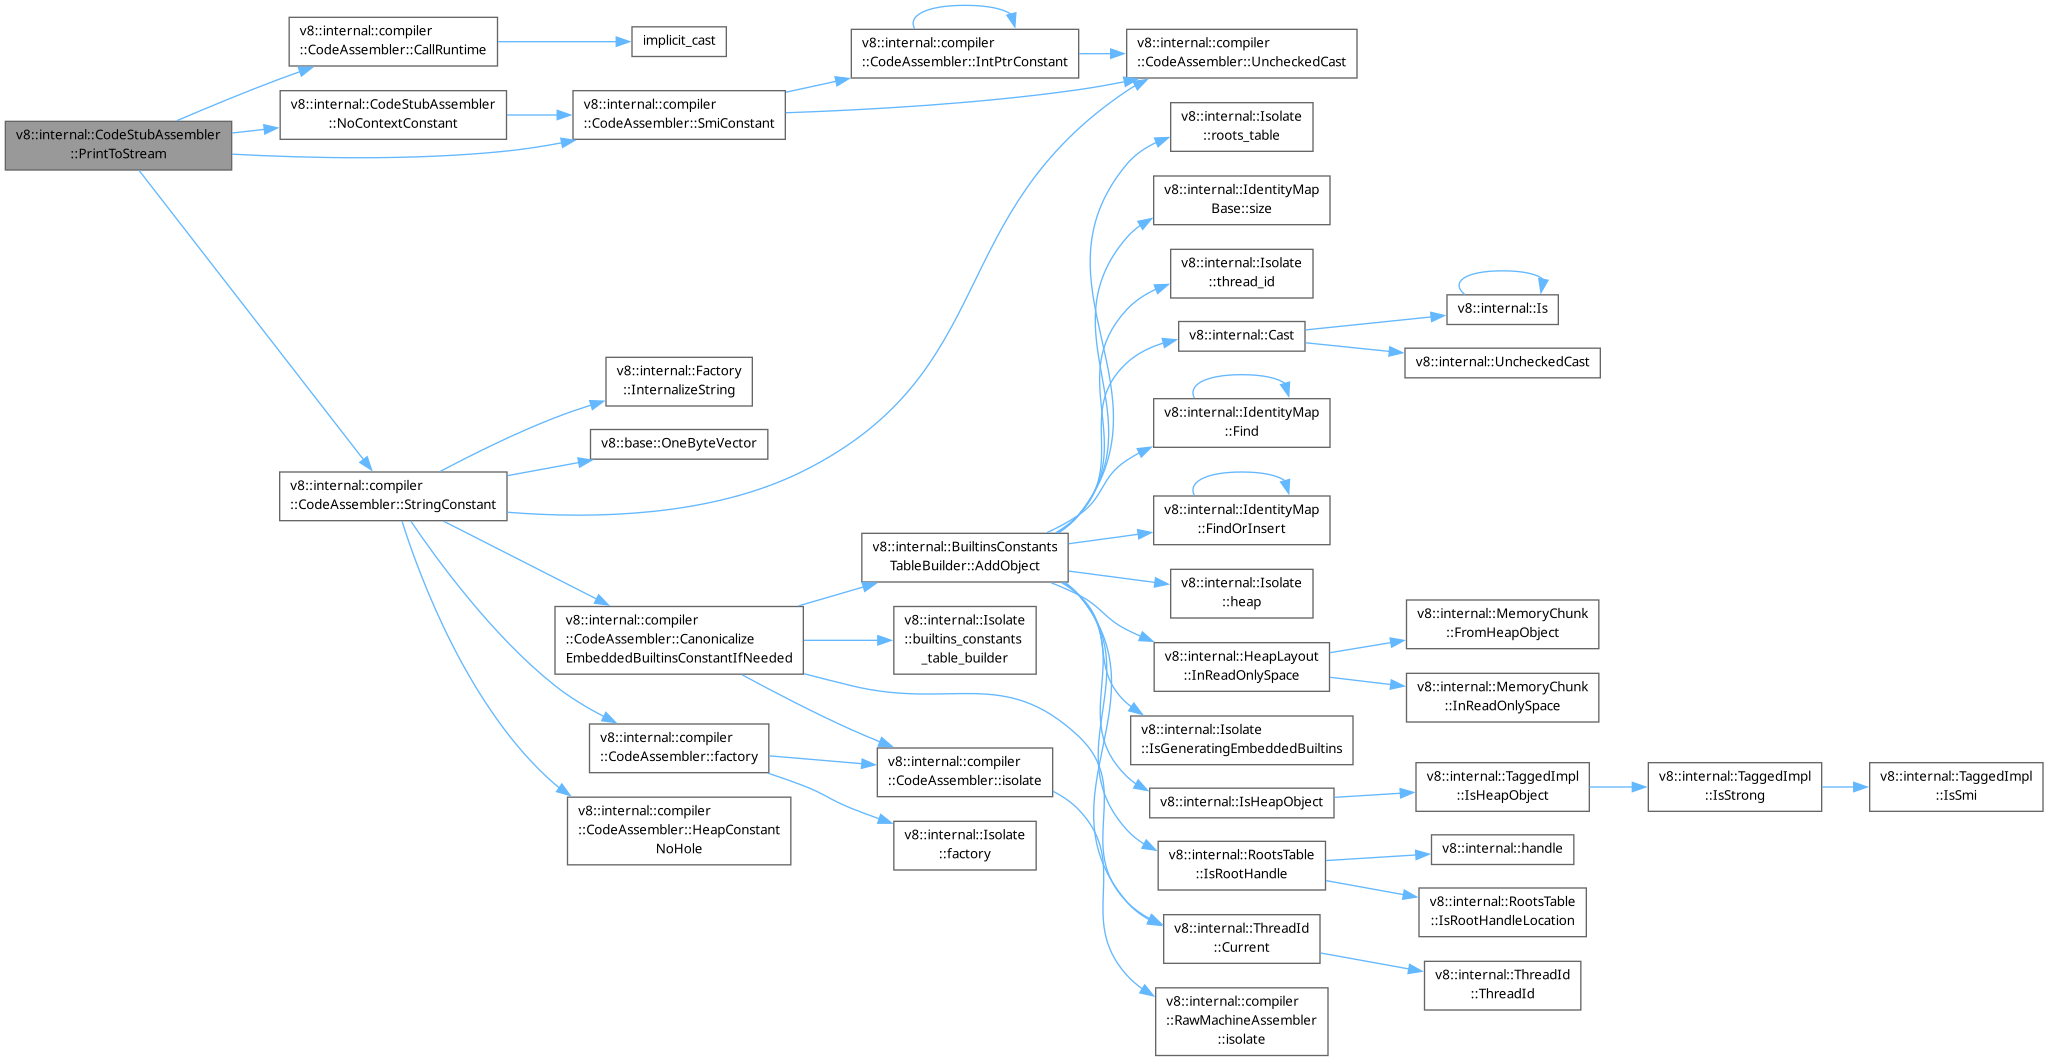 v8::internal::CodeStubAssembler
::PrintToStream
v8::internal::compiler
::CodeAssembler::CallRuntime
implicit_cast
v8::internal::CodeStubAssembler
::NoContextConstant
v8::internal::compiler
::CodeAssembler::SmiConstant
v8::internal::compiler
::CodeAssembler::IntPtrConstant
v8::internal::compiler
::CodeAssembler::UncheckedCast
v8::internal::compiler
::CodeAssembler::StringConstant
v8::internal::Factory
::InternalizeString
v8::base::OneByteVector
v8::internal::compiler
::CodeAssembler::Canonicalize
EmbeddedBuiltinsConstantIfNeeded
v8::internal::compiler
::CodeAssembler::factory
v8::internal::compiler
::CodeAssembler::HeapConstant
NoHole
v8::internal::BuiltinsConstants
TableBuilder::AddObject
v8::internal::Isolate
::builtins_constants
_table_builder
v8::internal::compiler
::CodeAssembler::isolate
v8::internal::Isolate
::factory
v8::internal::Isolate
::roots_table
v8::internal::IdentityMap
Base::size
v8::internal::Isolate
::thread_id
v8::internal::Cast
v8::internal::Is
v8::internal::UncheckedCast
v8::internal::IdentityMap
::Find
v8::internal::IdentityMap
::FindOrInsert
v8::internal::Isolate
::heap
v8::internal::HeapLayout
::InReadOnlySpace
v8::internal::MemoryChunk
::FromHeapObject
v8::internal::MemoryChunk
::InReadOnlySpace
v8::internal::Isolate
::IsGeneratingEmbeddedBuiltins
v8::internal::IsHeapObject
v8::internal::TaggedImpl
::IsHeapObject
v8::internal::TaggedImpl
::IsStrong
v8::internal::TaggedImpl
::IsSmi
v8::internal::RootsTable
::IsRootHandle
v8::internal::handle
v8::internal::RootsTable
::IsRootHandleLocation
v8::internal::ThreadId
::Current
v8::internal::ThreadId
::ThreadId
v8::internal::compiler
::RawMachineAssembler
::isolate